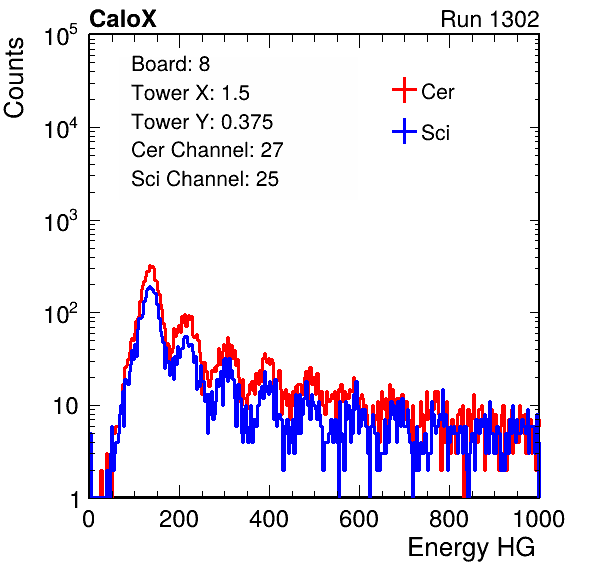 CaloX Run 1302
Counts
10^5
10^4
10^3
10^2
10
1
Board: 8
Tower X: 1.5
Tower Y: 0.375
Cer Channel: 27
Sci Channel: 25
Cer
Sci
0 200 400 600 800 1000
Energy HG